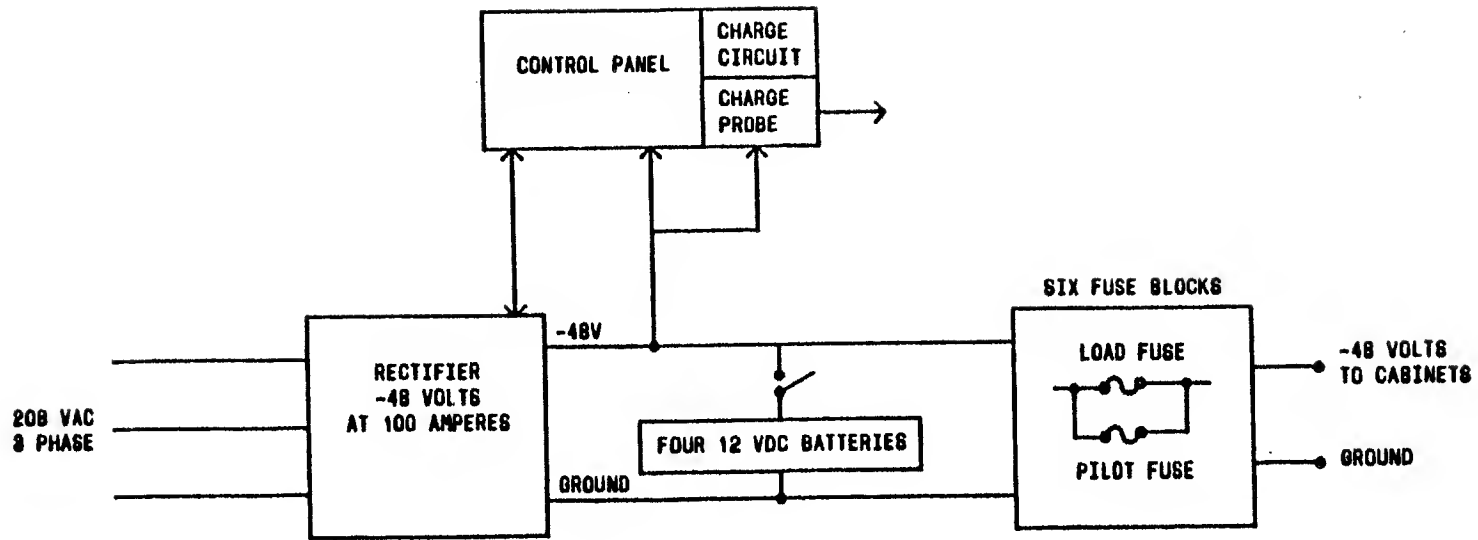 CONTROL PANEL
CHARGE
CIRCUIT
CHARGE
PROBE
SIX FUSE BLOCKS
-48V
RECTIFIER
-48 VOLTS
AT 100 AMPERES
208 VAC
3 PHASE
FOUR 12 VDC BATTERIES
GROUND
LOAD FUSE
PILOT FUSE
-48 VOLTS
TO CABINETS
GROUND